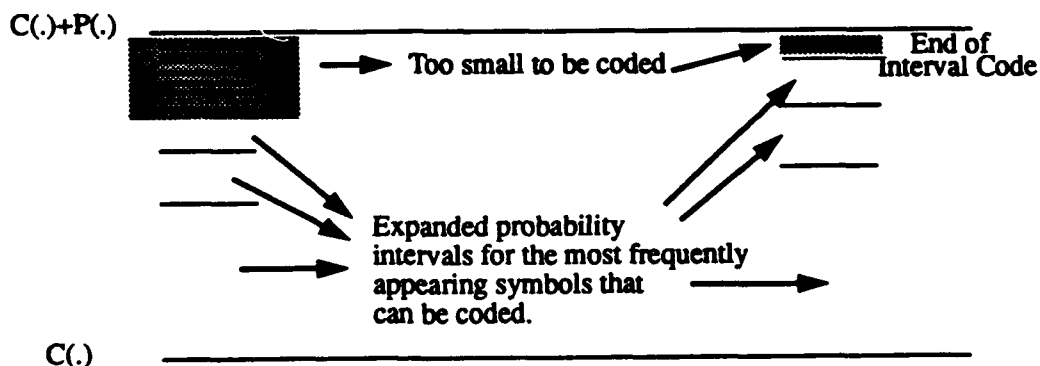 C(.)+P(.)
Too small to be coded
End of
Interval Code
Expanded probability
intervals for the most frequently
appearing symbols that
can be coded.
C(.)